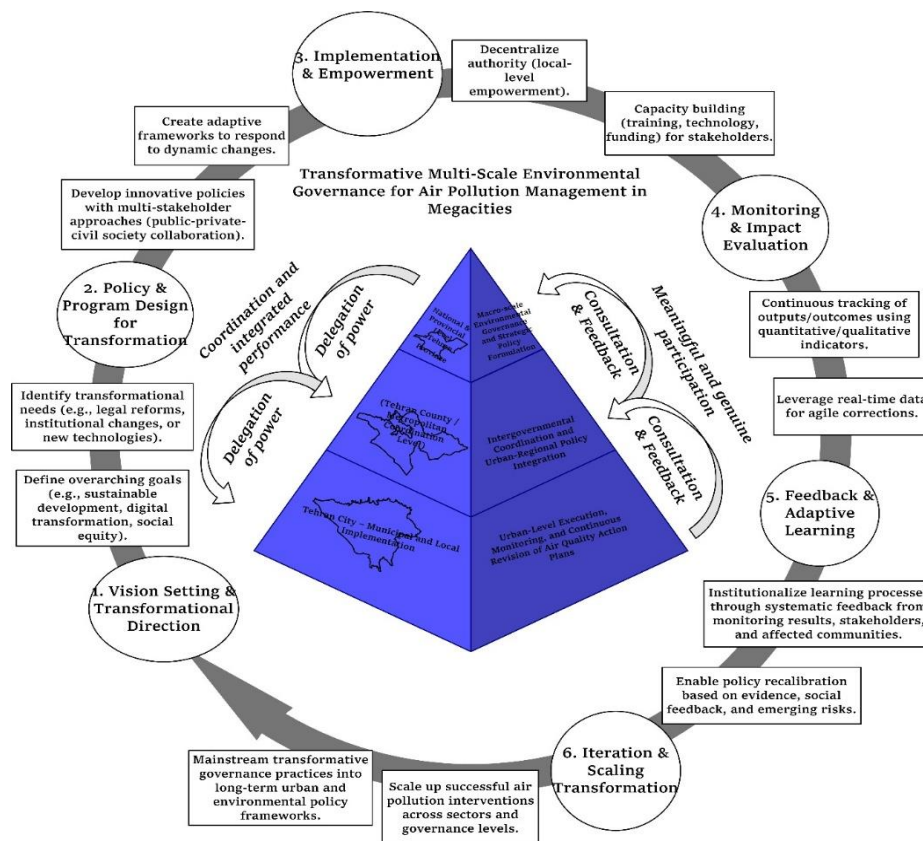 3. Implementation
& Empowerment
Decentralize
authority (local-
level
empowerment).
Capacity building
(training, technology,
funding) for
stakeholders.
4. Monitoring
& Impact
Evaluation
Continuous tracking of
outputs/outcomes using
quantitative/qualitative
indicators.
Leverage real-time data
for agile corrections.
5. Feedback &
Adaptive
Learning
Institutionalize learning processe
through systematic feedback from
monitoring results, stakeholders,
and affected communities.
Enable policy recalibration
based on evidence, social
feedback, and emerging risks.
6. Iteration &
Scaling
Transformation
Scale up successful air
pollution interventions
across sectors and
governance levels.
Mainstream transformative
governance practices into
long-term urban and
environmental policy
frameworks.
1. Vision Setting &
Transformational
Direction
Define overarching goals
(e.g., sustainable
development, digital
transformation, social
equity).
Identify transformational
needs (e.g., legal reforms,
institutional changes, or
new technologies).
2. Policy &
Program Design
for
Transformation
Develop innovative policies
with multi-stakeholder
approaches (public-private-
civil society collaboration).
Create adaptive
frameworks to respond
to dynamic changes.
Transformative Multi-Scale Environmental
Governance for Air Pollution Management in
Megacities
Coordination and
integrated
performance
Delegation
of power
Delegation
of power
Consultation
& Feedback
Consultation
& Feedback
Meaningful and genuine
participation
National &
Provincial
Macro-scale
Environmental
Governance
and Strategic
Policy
Formulation
(Tehran County /
Metropolitan
Coordination
Level)
Intergovernmental
Coordination and
Urban-Regional Policy
Integration
Tehran City – Municipal and Local
Implementation
Urban-Level Execution,
Monitoring, and Continuous
Revision of Air Quality Action
Plans